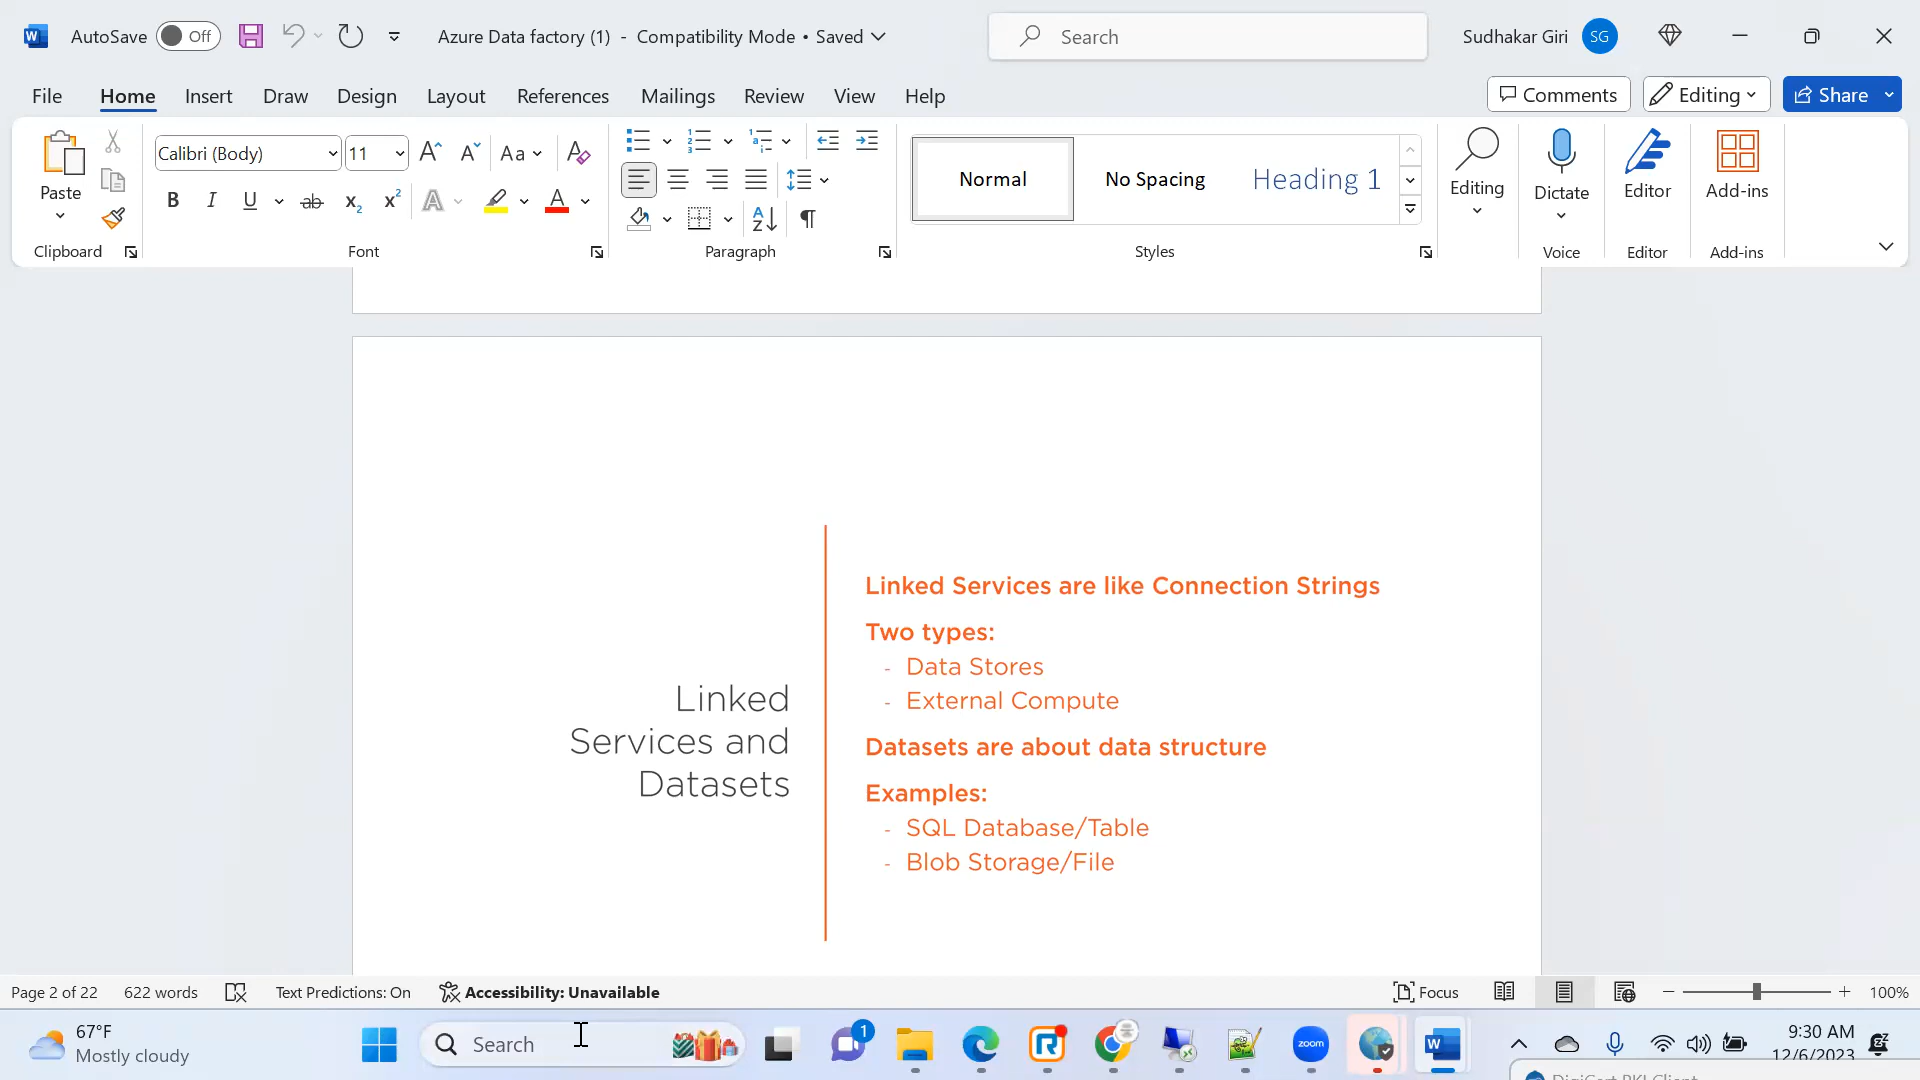 AutoSave Off Azure Data factory (1) - Compatibility Mode • Saved Search Sudhakar Giri SG
File Home Insert Draw Design Layout References Mailings Review View Help Comments Editing Share
Paste
Clipboard
Calibri (Body) 11
Font
Paragraph
Normal No Spacing Heading 1
Styles
Editing
Dictate
Voice
Editor
Editor
Add-ins
Add-ins
Linked
Services and
Datasets
Linked Services are like Connection Strings
Two types:
- Data Stores
- External Compute
Datasets are about data structure
Examples:
- SQL Database/Table
- Blob Storage/File
Page 2 of 22 622 words Text Predictions: On Accessibility: Unavailable Focus 100%
67°F
Mostly cloudy
Search
1
zoom
9:30 AM
12/6/2023
DigiCert PKI Client